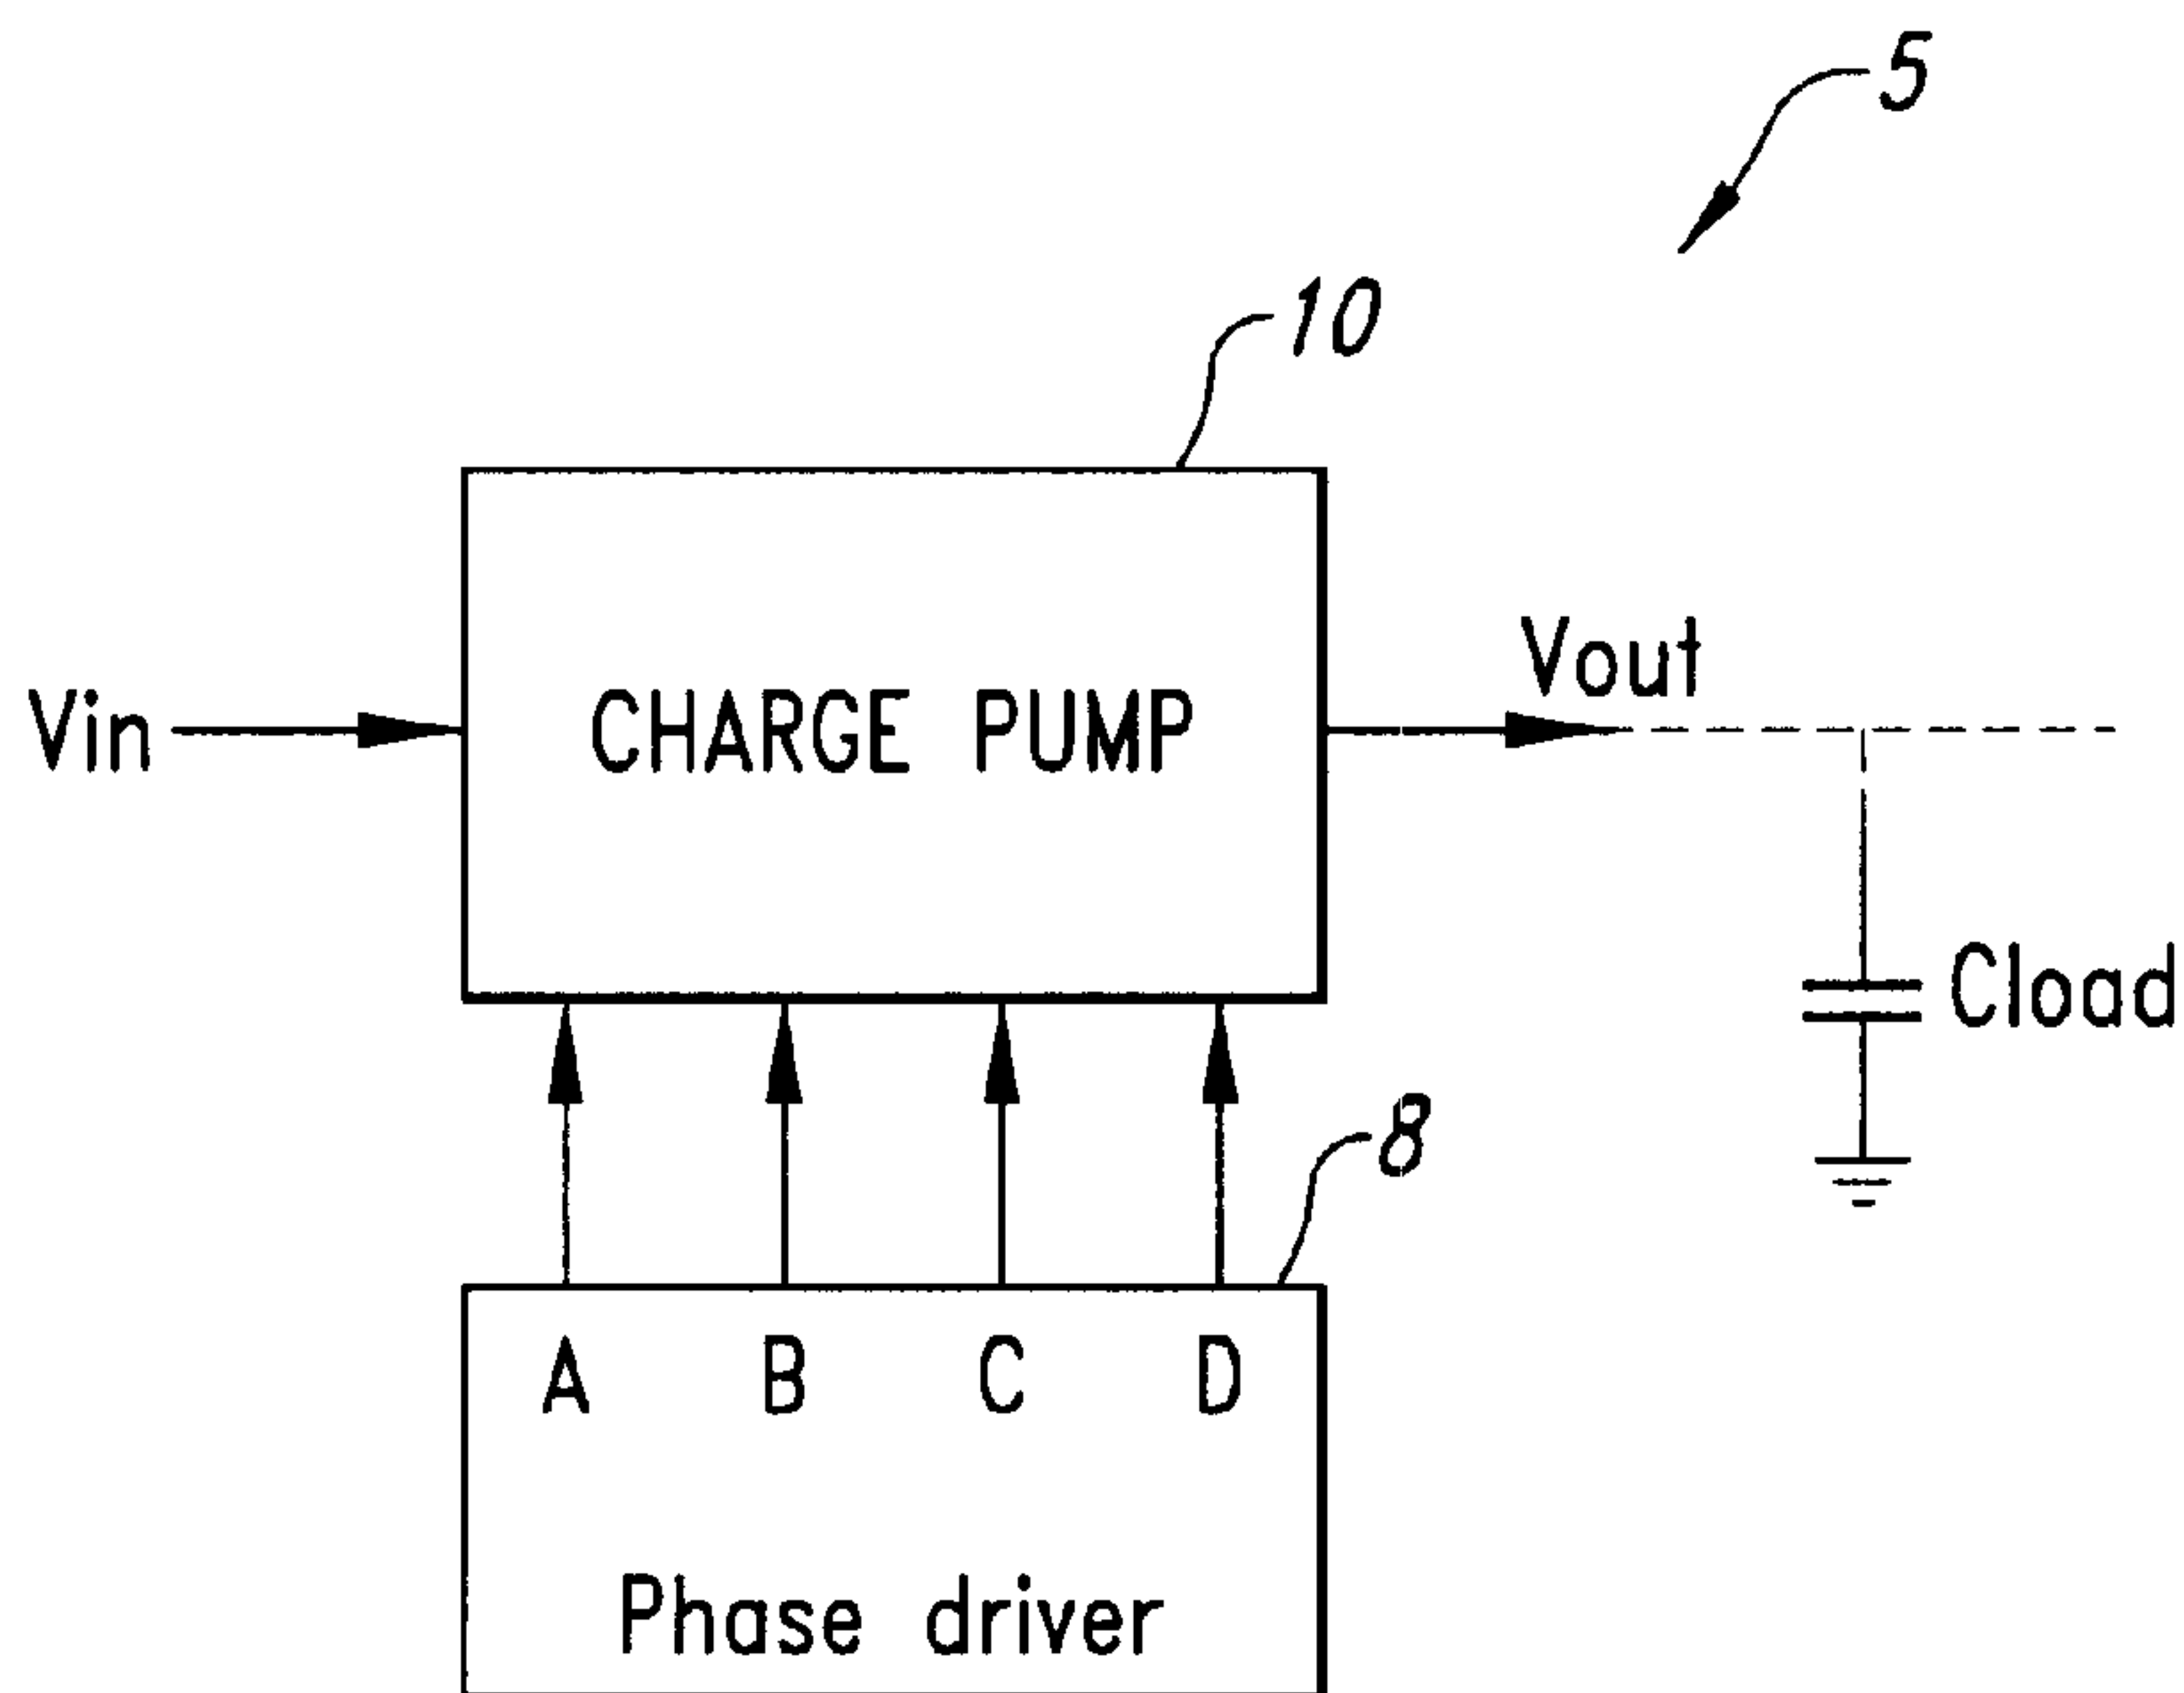 5
10
Vout
Vin
CHARGE PUMP
Cload
8
A B C D
Phase driver